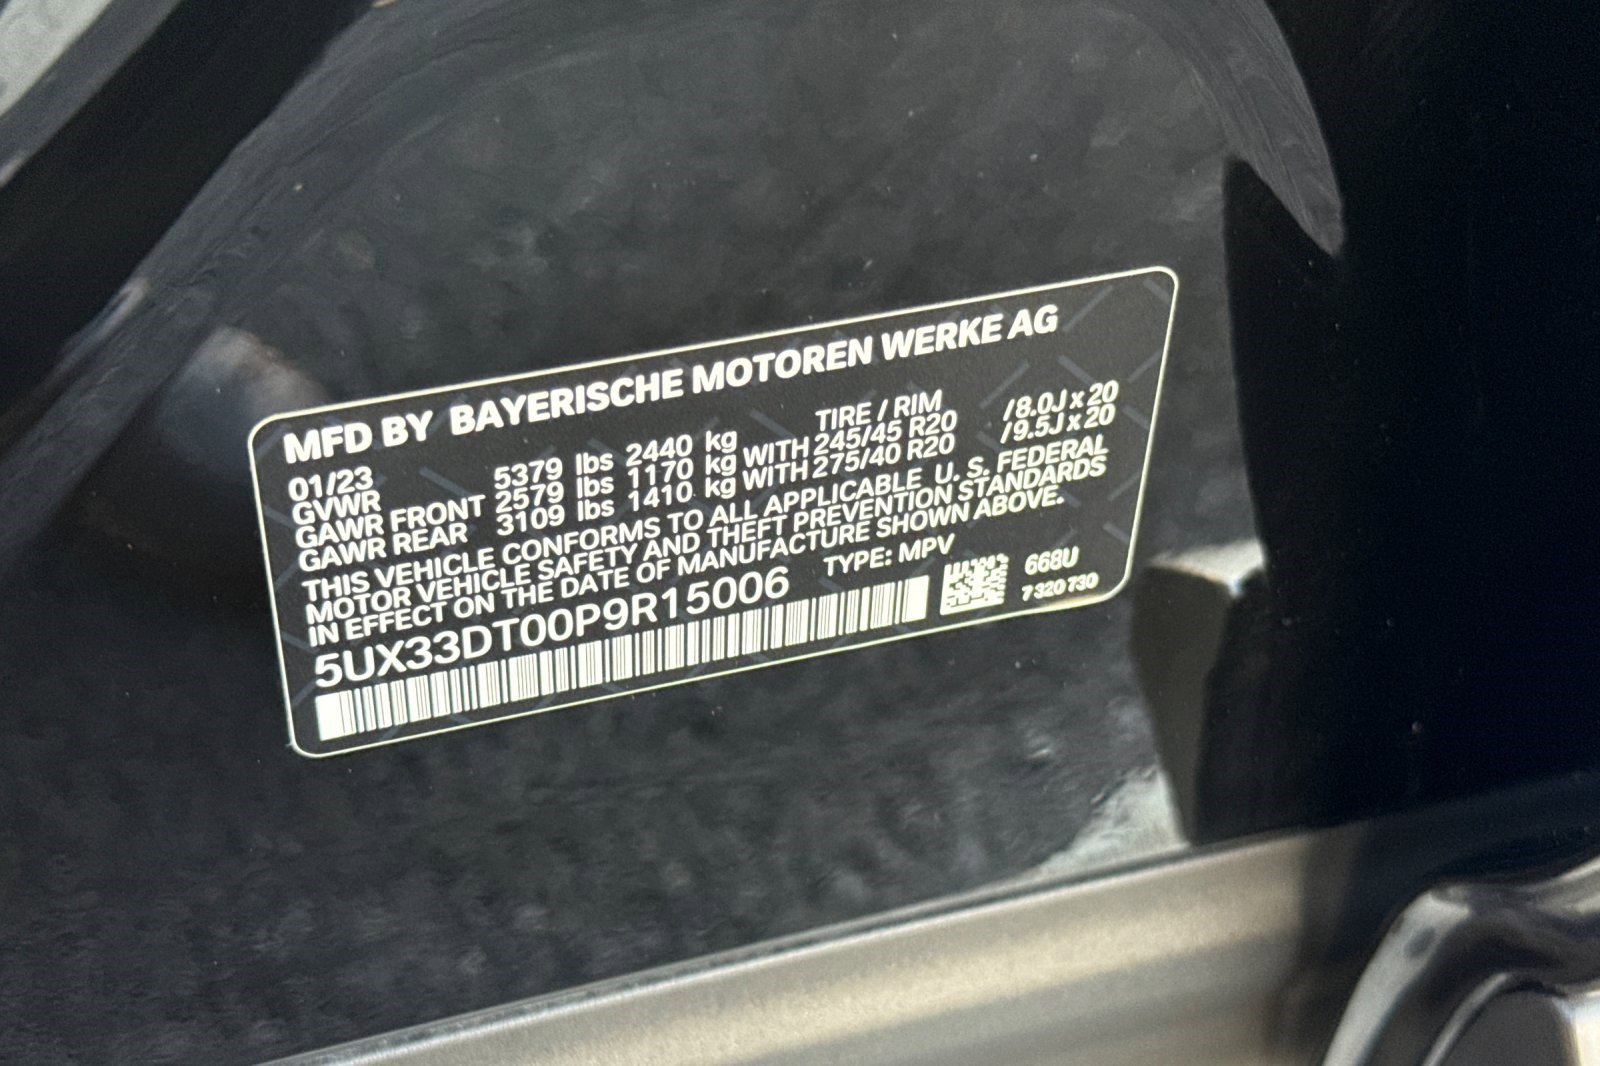 MFD BY BAYERISCHE MOTOREN WERKE AG
01/23 TIRE / RIM
GVWR 5379 lbs 2440 kg
GAWR FRONT 2579 lbs 1170 kg WITH 245/45 R20 /8.0J x 20
GAWR REAR 3109 lbs 1410 kg WITH 275/40 R20 /9.5J x 20
THIS VEHICLE CONFORMS TO ALL APPLICABLE U. S. FEDERAL
MOTOR VEHICLE SAFETY AND THEFT PREVENTION STANDARDS
IN EFFECT ON THE DATE OF MANUFACTURE SHOWN ABOVE.
5UX33DT00P9R15006 TYPE: MPV
668U
7 320 730